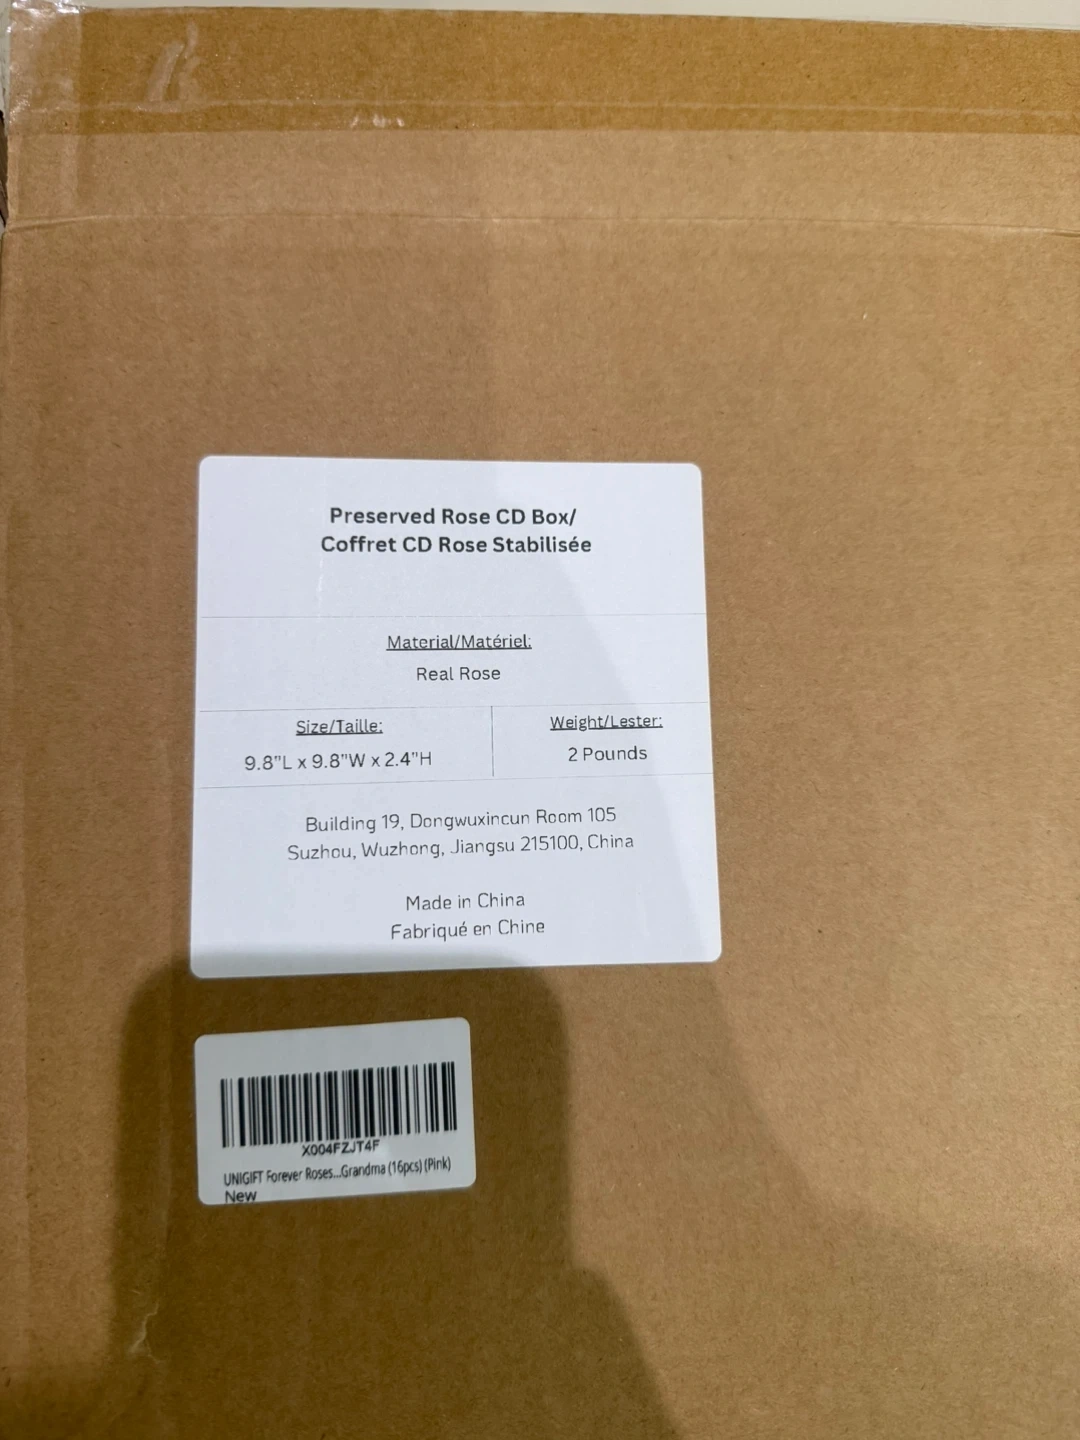 Preserved Rose CD Box/
Coffret CD Rose Stabilisée
Material/Matériel:
Real Rose
Size/Taille:
9.8"L x 9.8"W x 2.4"H
Weight/Lester:
2 Pounds
Building 19, Dongwuxincun Room 105
Suzhou, Wuzhong, Jiangsu 215100, China
Made in China
Fabriqué en Chine
X004FZJT4F
UNIGIFT Forever Roses...Grandma (16pcs) (Pink)
New